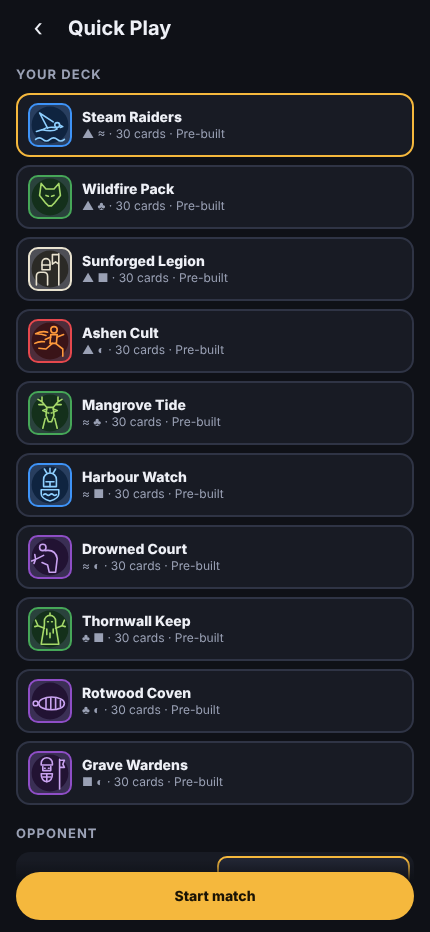 Quick Play
YOUR DECK
Steam Raiders
▲ ≈ · 30 cards · Pre-built
Wildfire Pack
▲ ♣ · 30 cards · Pre-built
Sunforged Legion
▲ ■ · 30 cards · Pre-built
Ashen Cult
▲ ◖ · 30 cards · Pre-built
Mangrove Tide
≈ ♣ · 30 cards · Pre-built
Harbour Watch
≈ ■ · 30 cards · Pre-built
Drowned Court
≈ ◖ · 30 cards · Pre-built
Thornwall Keep
♣ ■ · 30 cards · Pre-built
Rotwood Coven
♣ ◖ · 30 cards · Pre-built
Grave Wardens
■ ◖ · 30 cards · Pre-built
OPPONENT
Start match